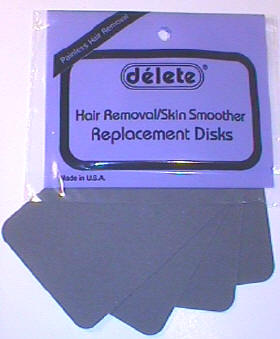 Painless Hair Removal
délete®
Hair Removal/Skin Smoother
Replacement Disks
Made in U.S.A.